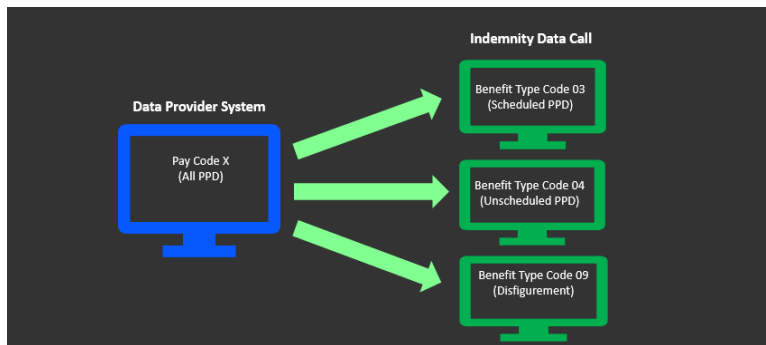 Indemnity Data Call
Data Provider System
Pay Code X
(All PPD)
Benefit Type Code 03
(Scheduled PPD)
Benefit Type Code 04
(Unscheduled PPD)
Benefit Type Code 09
(Disfigurement)